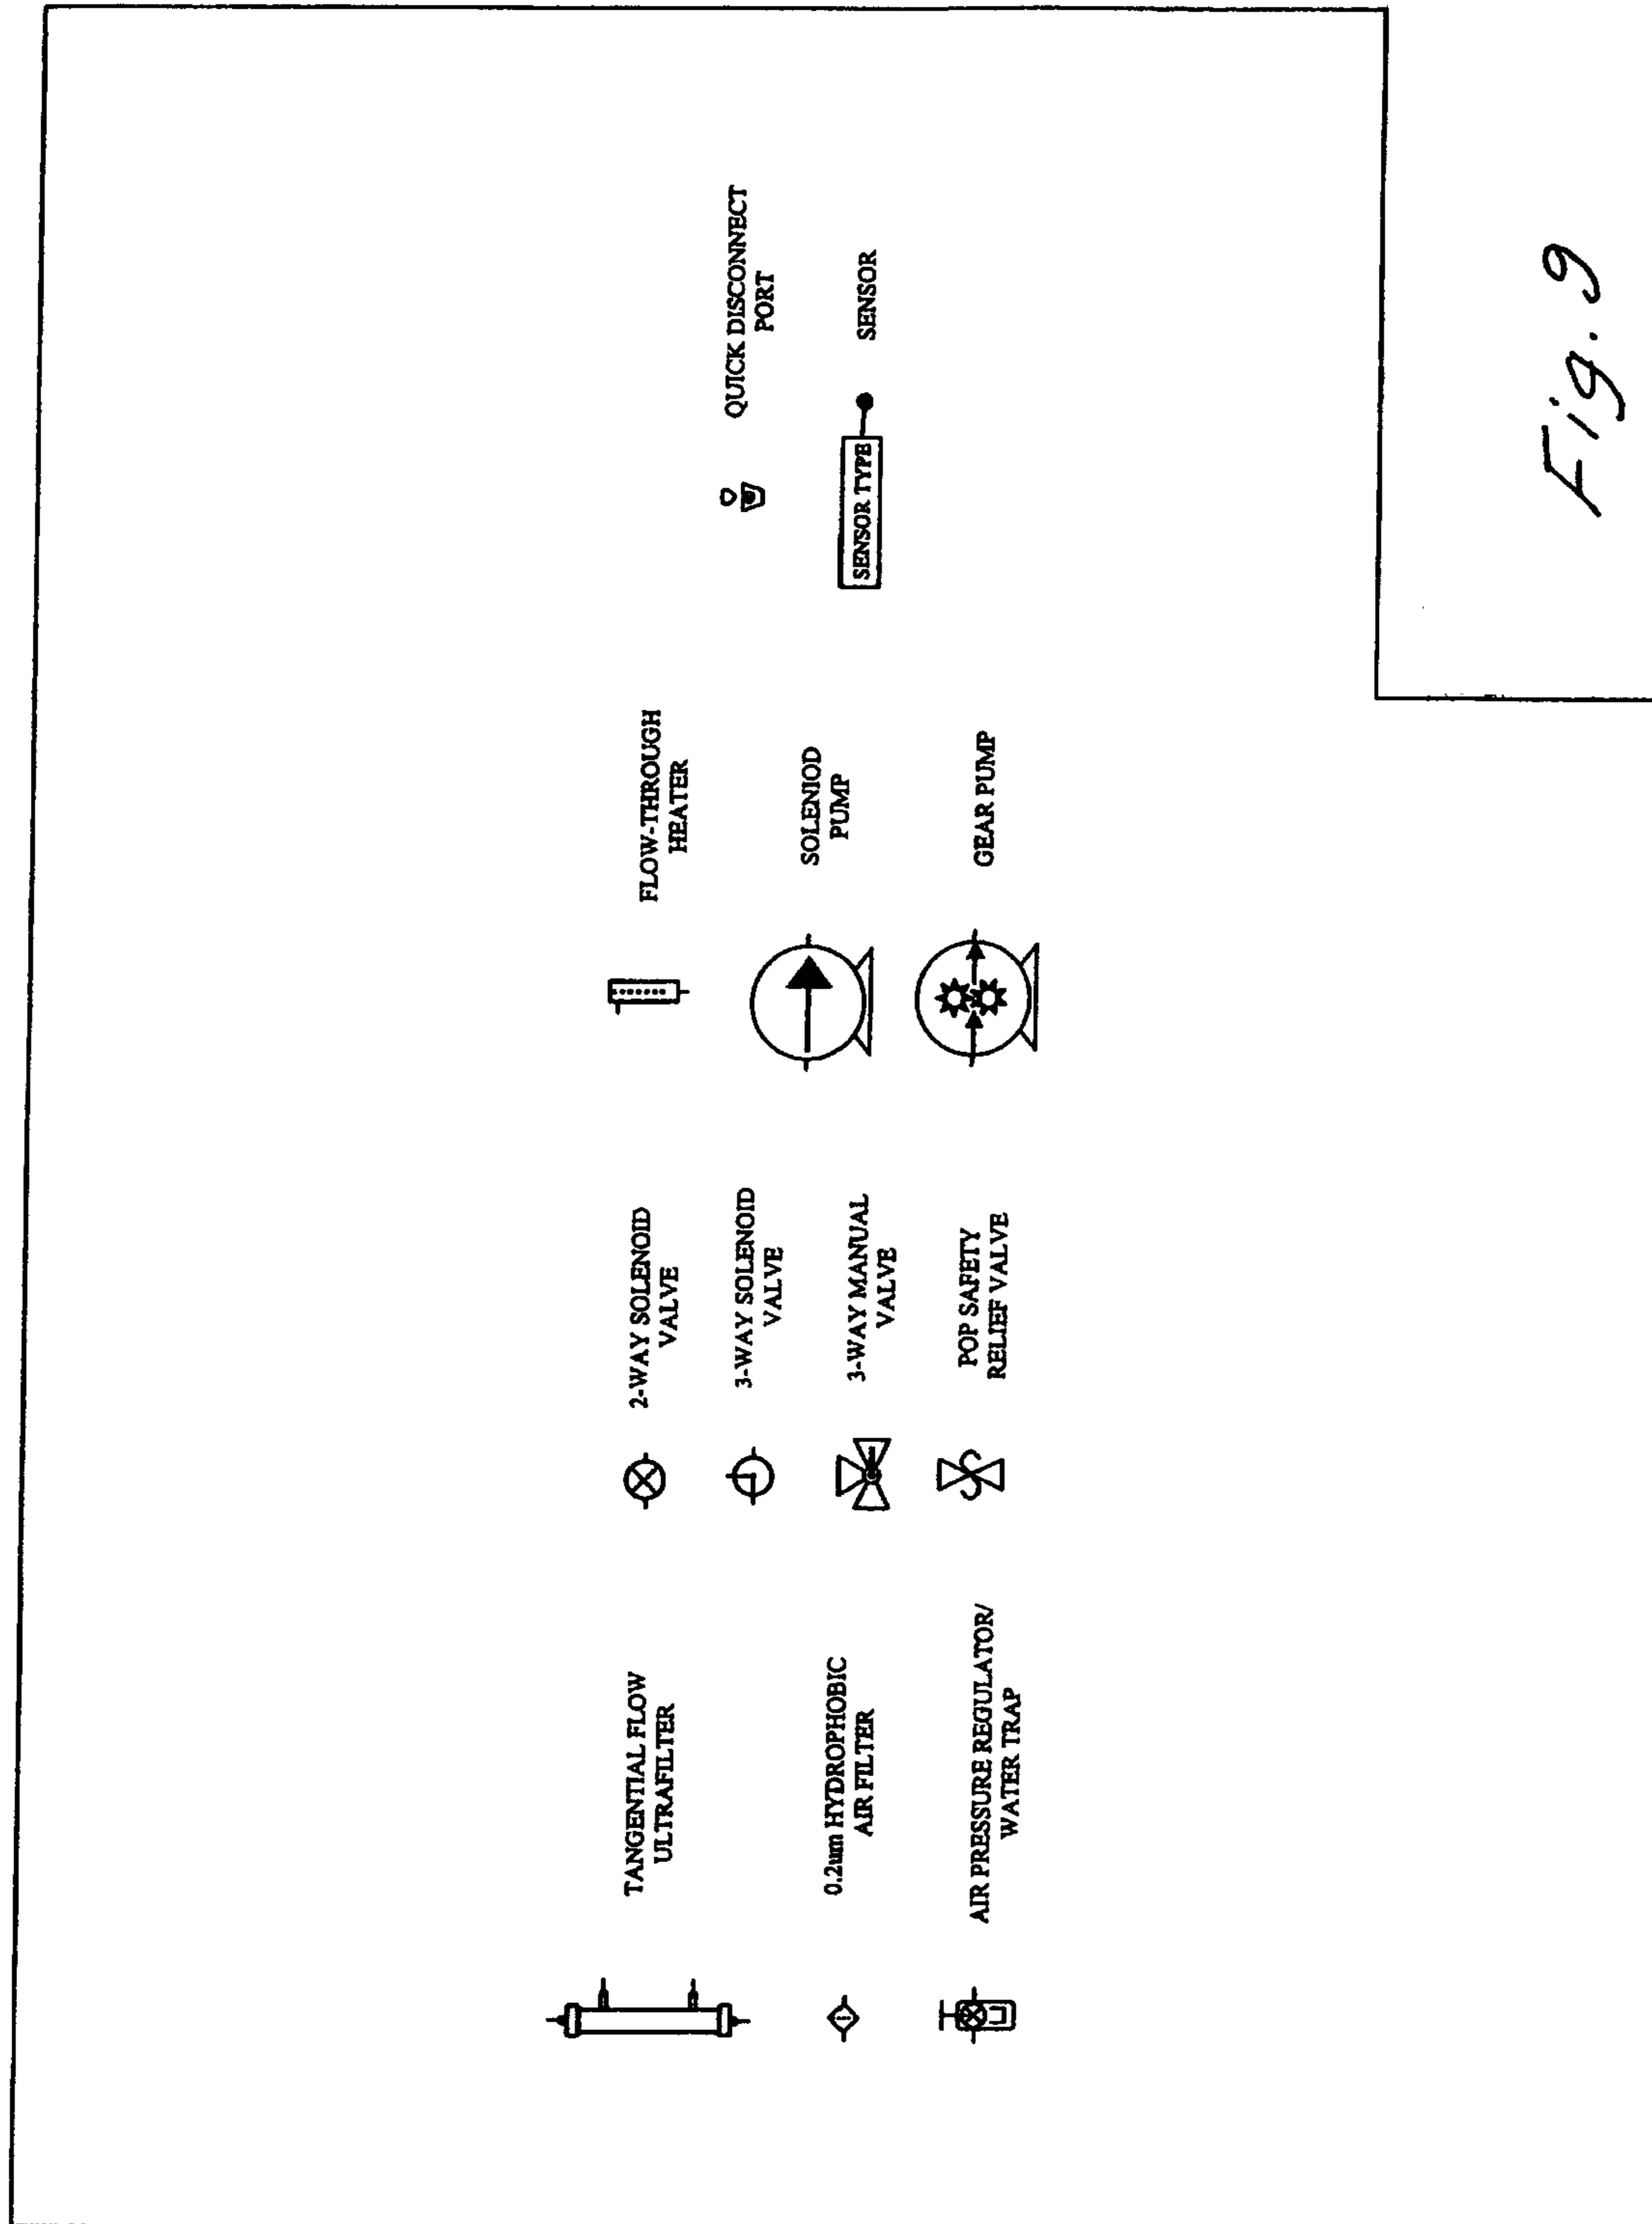 TANGENTIAL FLOW
ULTRAFILTER
0.2um HYDROPHOBIC
AIR FILTER
AIR PRESSURE REGULATOR/
WATER TRAP
2-WAY SOLENOID
VALVE
3-WAY SOLENOID
VALVE
3-WAY MANUAL
VALVE
POP SAFETY
RELIEF VALVE
FLOW-THROUGH
HEATER
SOLENIOD
PUMP
GEAR PUMP
QUICK DISCONNECT
PORT
SENSOR TYPE
SENSOR
Fig. 9